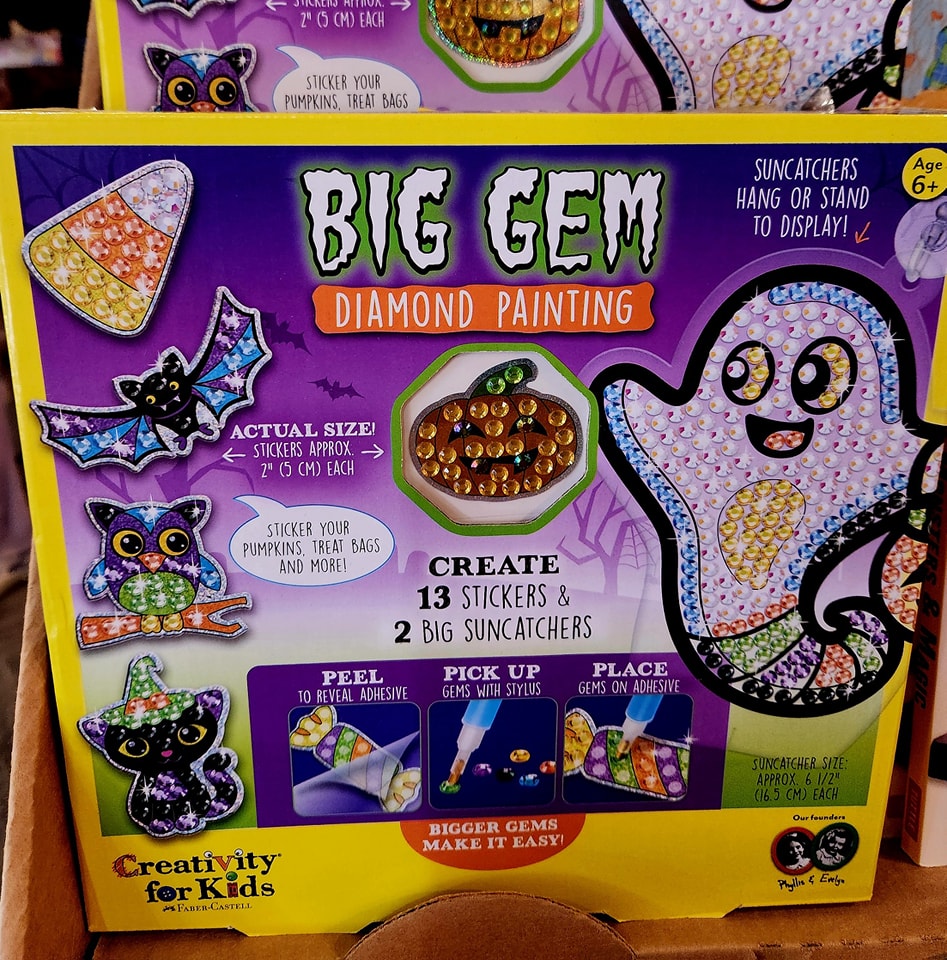 STICKERS APPROX.
2" (5 CM) EACH
STICKER YOUR
PUMPKINS, TREAT BAGS
BIG GEM
DIAMOND PAINTING
SUNCATCHERS
HANG OR STAND
TO DISPLAY!
Age
6+
ACTUAL SIZE!
STICKERS APPROX.
2" (5 CM) EACH
STICKER YOUR
PUMPKINS, TREAT BAGS
AND MORE!
CREATE
13 STICKERS &
2 BIG SUNCATCHERS
PEEL
TO REVEAL ADHESIVE
PICK UP
GEMS WITH STYLUS
PLACE
GEMS ON ADHESIVE
SUNCATCHER SIZE:
APPROX. 6 1/2"
(16.5 CM) EACH
BIGGER GEMS
MAKE IT EASY!
Creativity®
for Kids
FABER-CASTELL
Our founders
Phyllis & Evelyn